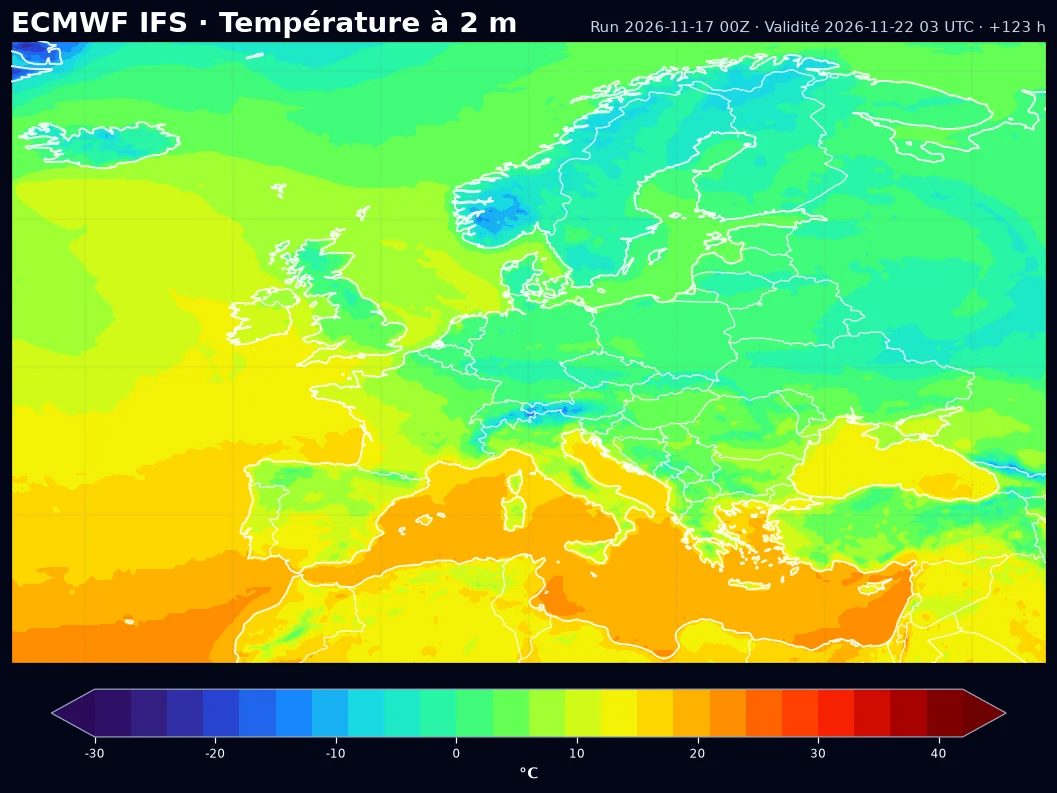 ECMWF IFS · Température à 2 m
Run 2026-11-17 00Z · Validité 2026-11-22 03 UTC · +123 h
-30 -20 -10 0 10 20 30 40
°C